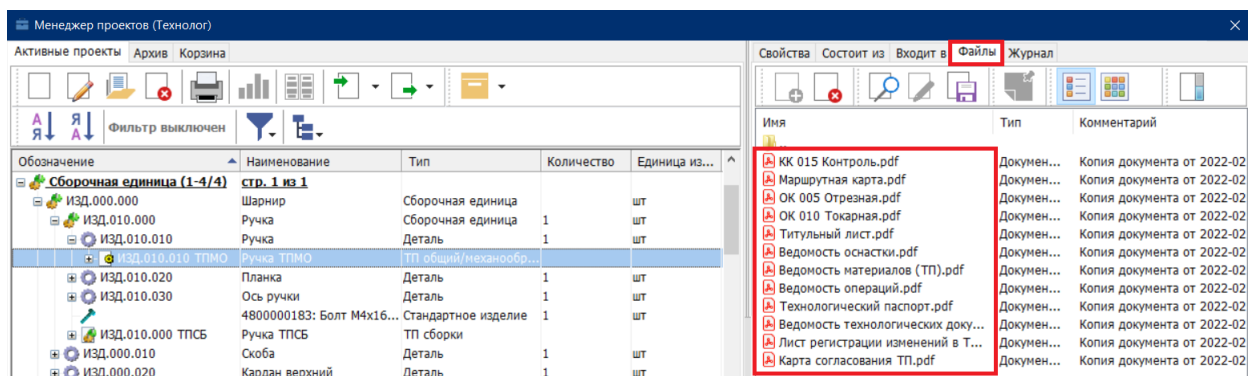 Менеджер проектов (Технолог)
Активные проекты Архив Корзина
Фильтр выключен
Обозначение Наименование Тип Количество Единица из...
Сборочная единица (1-4/4) стр. 1 из 1
ИЗД.000.000 Шарнир Сборочная единица шт
ИЗД.010.000 Ручка Сборочная единица 1 шт
ИЗД.010.010 Ручка Деталь 1 шт
ИЗД.010.010 ТПМО Ручка ТПМО ТП общий/механообр...
ИЗД.010.020 Планка Деталь 1 шт
ИЗД.010.030 Ось ручки Деталь 1 шт
4800000183: Болт М4х16... Стандартное изделие 1 шт
ИЗД.010.000 ТПСБ Ручка ТПСБ ТП сборки
ИЗД.000.010 Скоба Деталь 1 шт
ИЗД.000.020 Кардан верхний Деталь 1 шт
Свойства Состоит из Входит в Файлы Журнал
Имя Тип Комментарий
..
КК 015 Контроль.pdf Докумен... Копия документа от 2022-02
Маршрутная карта.pdf Докумен... Копия документа от 2022-02
ОК 005 Отрезная.pdf Докумен... Копия документа от 2022-02
ОК 010 Токарная.pdf Докумен... Копия документа от 2022-02
Титульный лист.pdf Докумен... Копия документа от 2022-02
Ведомость оснастки.pdf Докумен... Копия документа от 2022-02
Ведомость материалов (ТП).pdf Докумен... Копия документа от 2022-02
Ведомость операций.pdf Докумен... Копия документа от 2022-02
Технологический паспорт.pdf Докумен... Копия документа от 2022-02
Ведомость технологических доку... Докумен... Копия документа от 2022-02
Лист регистрации изменений в Т... Докумен... Копия документа от 2022-02
Карта согласования ТП.pdf Докумен... Копия документа от 2022-02